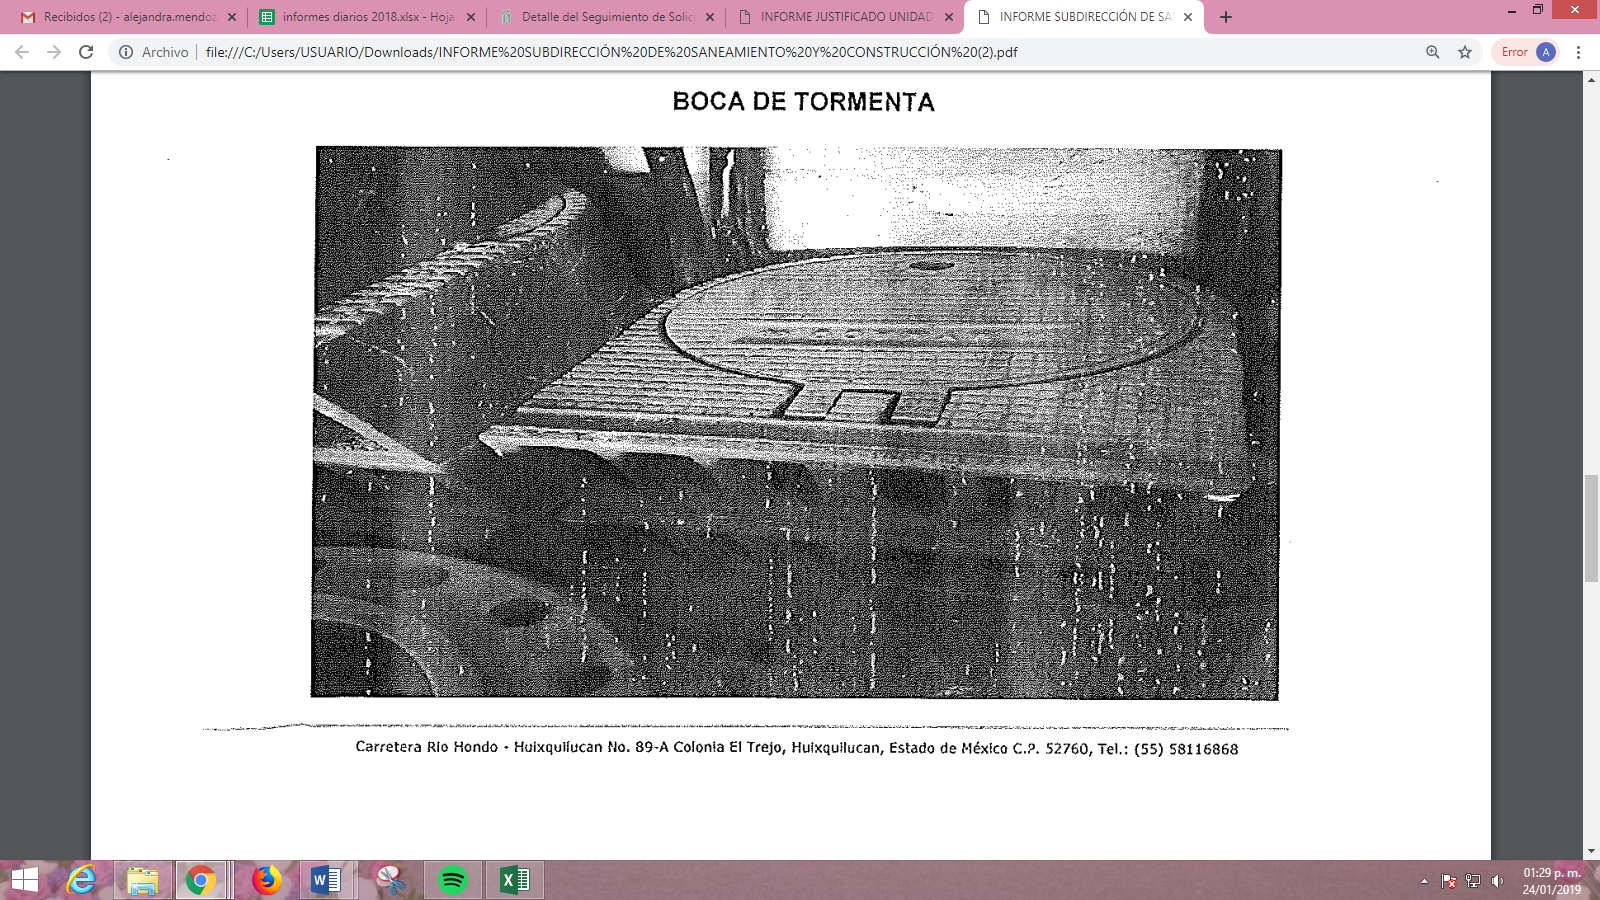 Recibidos (2) - alejandra.mendoz
informes diarios 2018.xlsx - Hoja
Detalle del Seguimiento de Solic
INFORME JUSTIFICADO UNIDAD
INFORME SUBDIRECCIÓN DE SA
Archivo
file:///C:/Users/USUARIO/Downloads/INFORME%20SUBDIRECCIÓN%20DE%20SANEAMIENTO%20Y%20CONSTRUCCIÓN%20(2).pdf
Error
A
BOCA DE TORMENTA
Carretera Río Hondo - Huixquilucan No. 89-A Colonia El Trejo, Huixquilucan, Estado de México C.P. 52760, Tel.: (55) 58116868
01:29 p. m.
24/01/2019